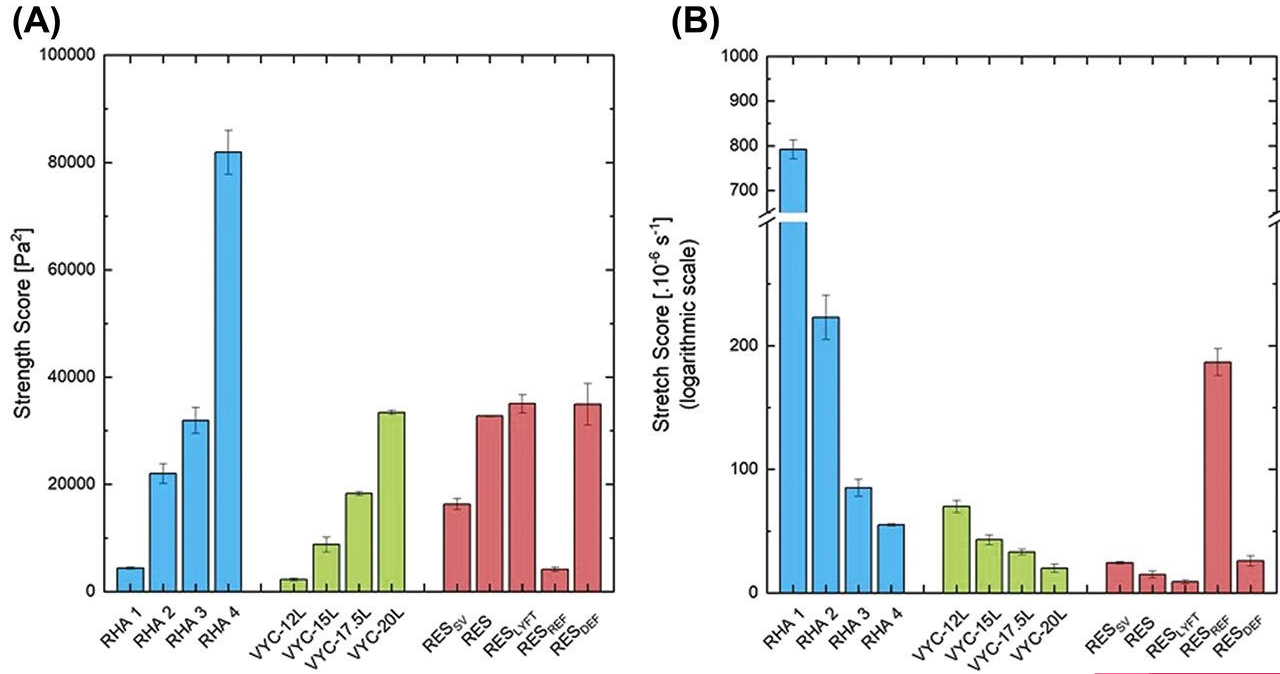 (A)
100000
80000
60000
40000
20000
0
Strength Score [Pa²]
RHA 1
RHA 2
RHA 3
RHA 4
VYC-12L
VYC-15L
VYC-17.5L
VYC-20L
RES_SV
RES
RES_LYFT
RES_REF
RES_DEF
(B)
1000
900
800
700
200
100
0
Stretch Score [.10⁻⁶ s⁻¹]
(logarithmic scale)
RHA 1
RHA 2
RHA 3
RHA 4
VYC-12L
VYC-15L
VYC-17.5L
VYC-20L
RES_SV
RES
RES_LYFT
RES_REF
RES_DEF